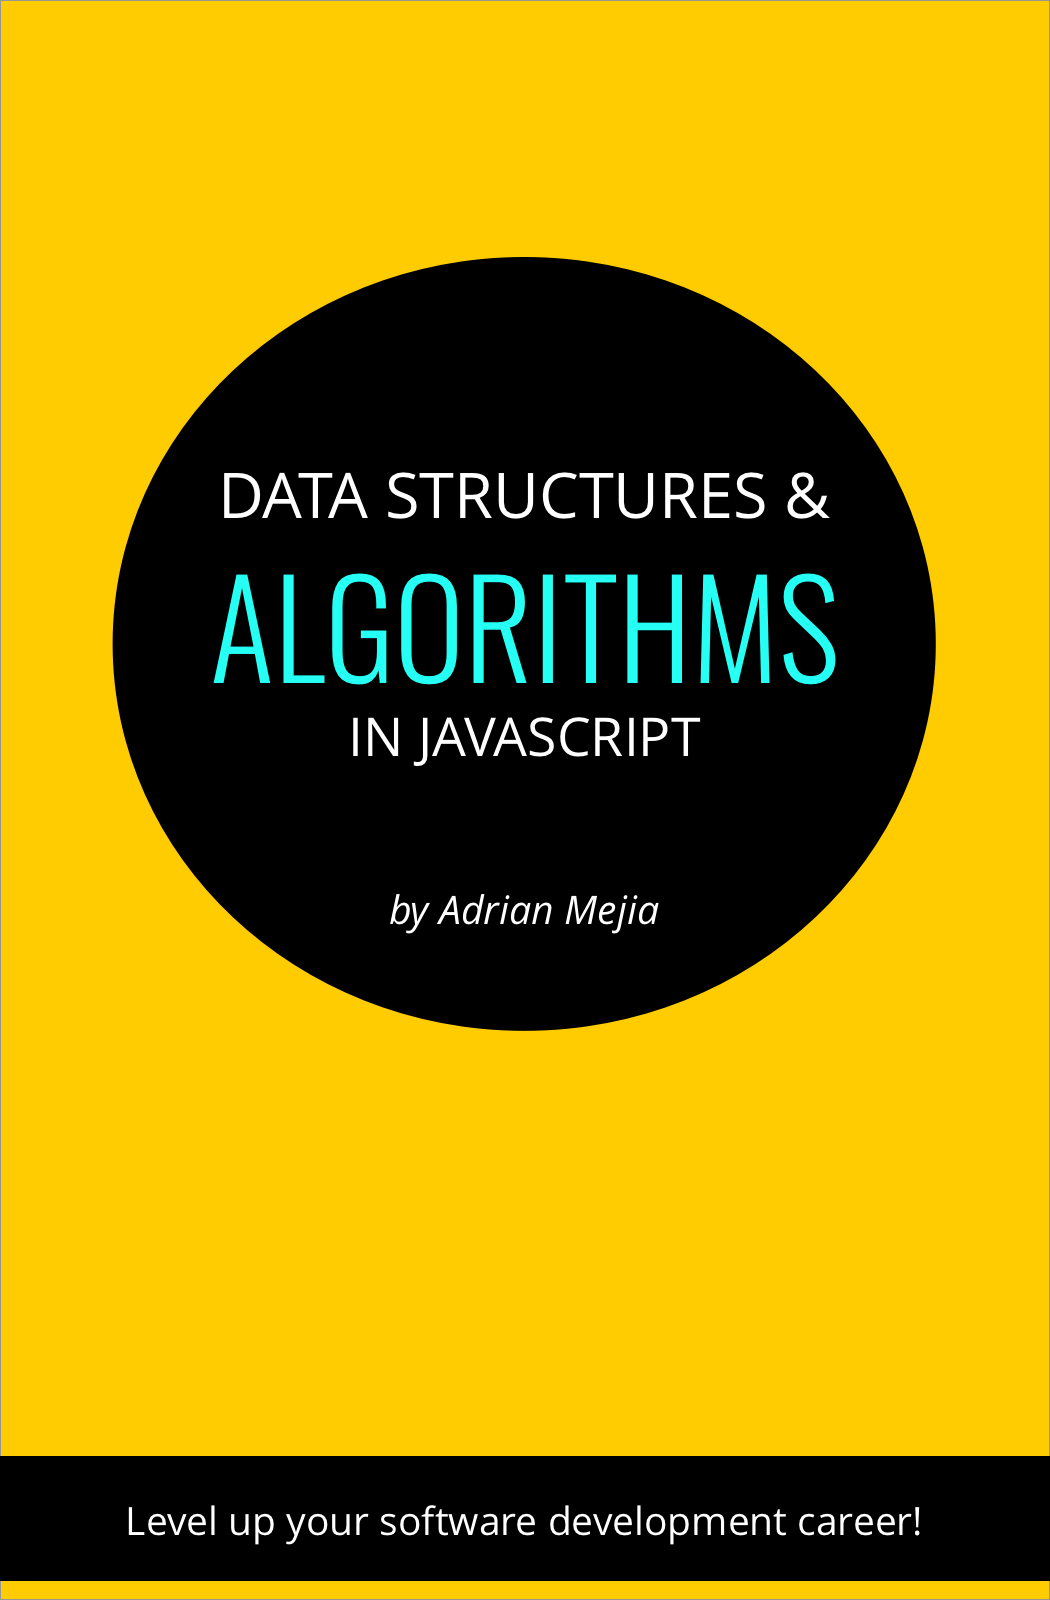 DATA STRUCTURES &
ALGORITHMS
IN JAVASCRIPT
by Adrian Mejia
Level up your software development career!